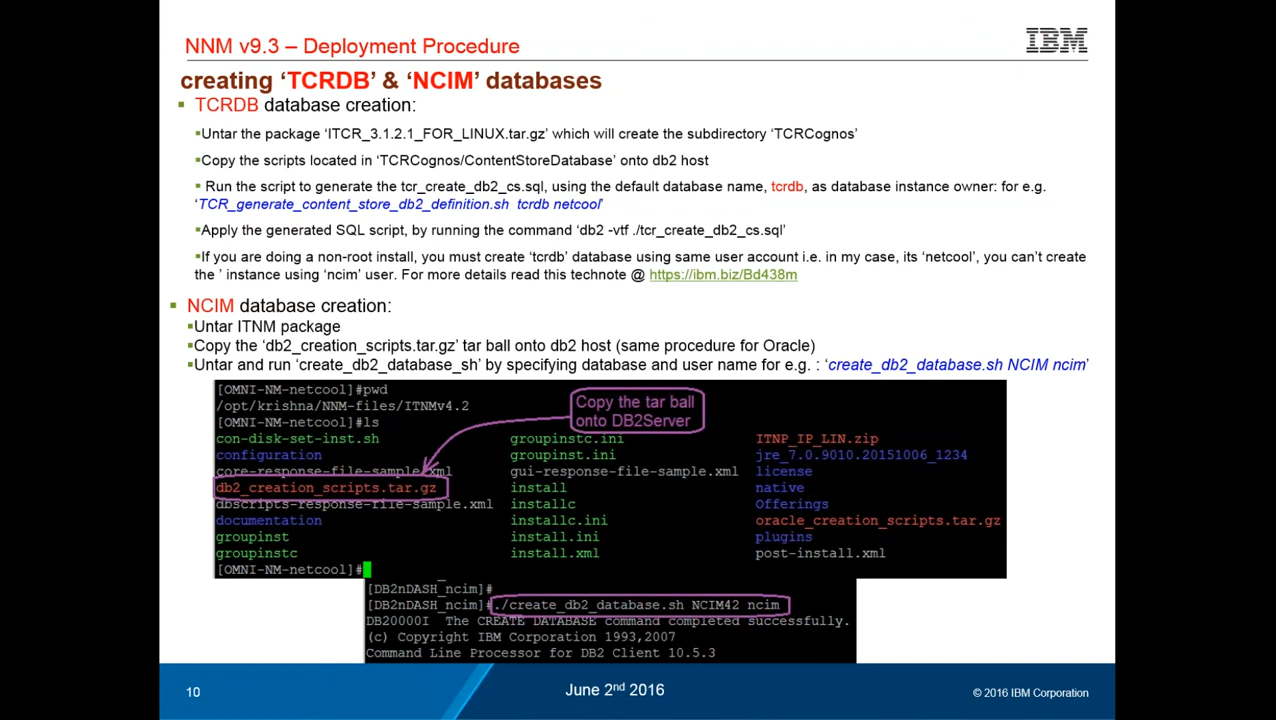 NNM v9.3 – Deployment Procedure
IBM
creating ‘TCRDB’ & ‘NCIM’ databases
▪ TCRDB database creation:
▪Untar the package ‘ITCR_3.1.2.1_FOR_LINUX.tar.gz’ which will create the subdirectory ‘TCRCognos’
▪Copy the scripts located in ‘TCRCognos/ContentStoreDatabase’ onto db2 host
▪ Run the script to generate the tcr_create_db2_cs.sql, using the default database name, tcrdb, as database instance owner: for e.g.
‘TCR_generate_content_store_db2_definition.sh tcrdb netcool’
▪Apply the generated SQL script, by running the command ‘db2 -vtf ./tcr_create_db2_cs.sql’
▪If you are doing a non-root install, you must create ‘tcrdb’ database using same user account i.e. in my case, its ‘netcool’, you can’t create
the ’ instance using ‘ncim’ user. For more details read this technote @ https://ibm.biz/Bd438m
▪ NCIM database creation:
▪Untar ITNM package
▪Copy the ‘db2_creation_scripts.tar.gz’ tar ball onto db2 host (same procedure for Oracle)
▪Untar and run ‘create_db2_database_sh’ by specifying database and user name for e.g. : ‘create_db2_database.sh NCIM ncim’
[OMNI-NM-netcool]#pwd
/opt/krishna/NNM-files/ITNMv4.2
[OMNI-NM-netcool]#ls
Copy the tar ball
onto DB2Server
con-disk-set-inst.sh groupinstc.ini ITNP_IP_LIN.zip
configuration groupinst.ini jre_7.0.9010.20151006_1234
core-response-file-sample.xml gui-response-file-sample.xml license
db2_creation_scripts.tar.gz install native
dbscripts-response-file-sample.xml installc Offerings
documentation installc.ini oracle_creation_scripts.tar.gz
groupinst install.ini plugins
groupinstc install.xml post-install.xml
[OMNI-NM-netcool]#
[DB2nDASH_ncim]#
[DB2nDASH_ncim]#./create_db2_database.sh NCIM42 ncim
DB20000I The CREATE DATABASE command completed successfully.
(c) Copyright IBM Corporation 1993,2007
Command Line Processor for DB2 Client 10.5.3
10
June 2nd 2016
© 2016 IBM Corporation